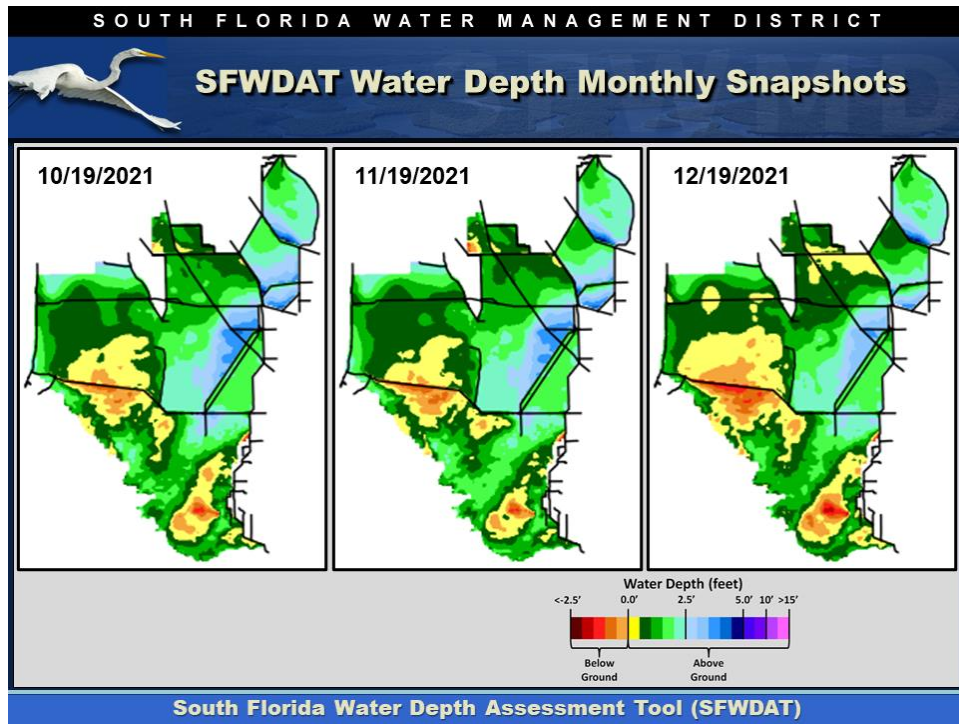 SOUTH FLORIDA WATER MANAGEMENT DISTRICT
SFWDAT Water Depth Monthly Snapshots
10/19/2021
11/19/2021
12/19/2021
Water Depth (feet)
<-2.5' 0.0' 2.5' 5.0' 10' >15'
Below Ground
Above Ground
South Florida Water Depth Assessment Tool (SFWDAT)